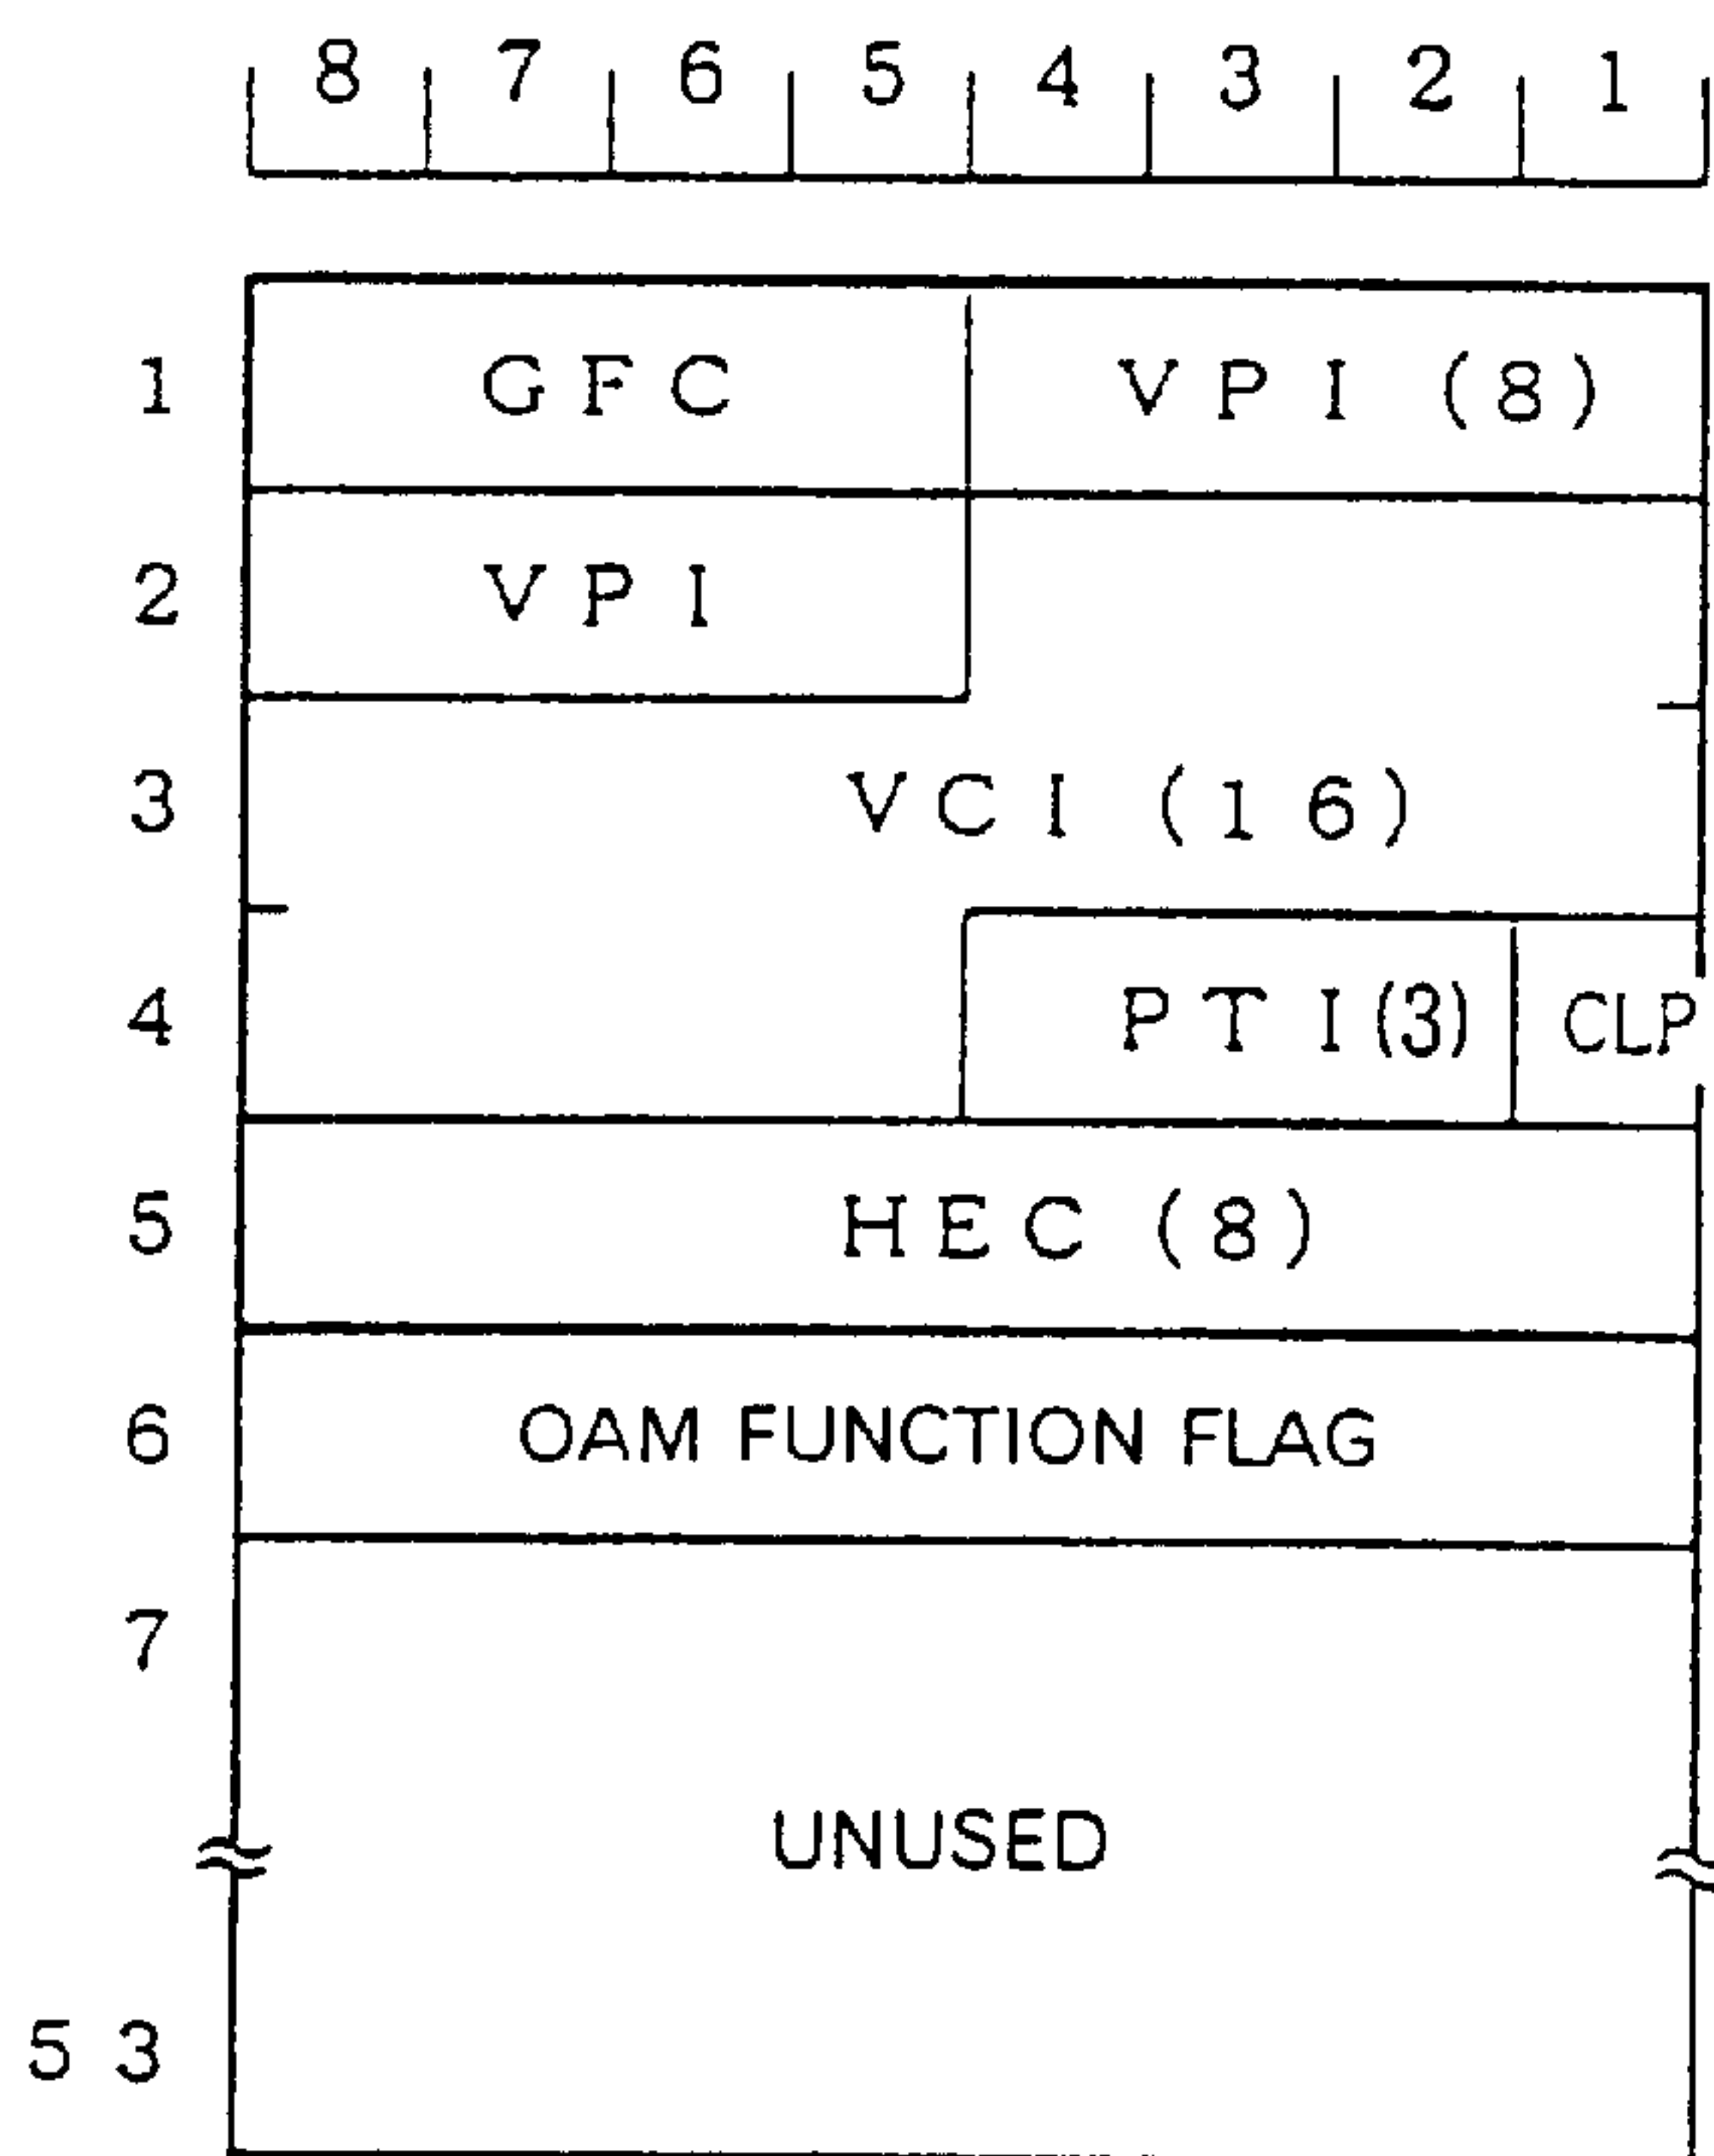 8 7 6 5 4 3 2 1
1 GFC VPI (8)
2 VPI
3 VCI (16)
4 PTI(3) CLP
5 HEC (8)
6 OAM FUNCTION FLAG
7
UNUSED
53